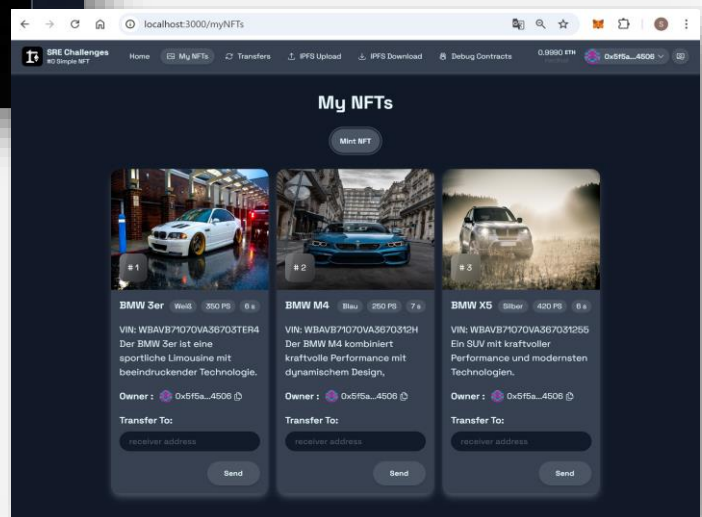 localhost:3000/myNFTs
SRE Challenges
#0 Simple NFT
Home
My NFTs
Transfers
IPFS Upload
IPFS Download
Debug Contracts
0.9990 ETH
0x5f5a...4506
S
My NFTs
Mint NFT
#1
BMW 3er
Weiß
350 PS
6 s
VIN: WBAVB71070VA36703TER4
Der BMW 3er ist eine
sportliche Limousine mit
beeindruckender Technologie.
Owner : 0x5f5a...4506
Transfer To:
receiver address
Send
#2
BMW M4
Blau
250 PS
7 s
VIN: WBAVB71070VA3670312H
Der BMW M4 kombiniert
kraftvolle Performance mit
dynamischem Design,
Owner : 0x5f5a...4506
Transfer To:
receiver address
Send
#3
BMW X5
Silber
420 PS
6 s
VIN: WBAVB71070VA367031255
Ein SUV mit kraftvoller
Performance und modernsten
Technologien.
Owner : 0x5f5a...4506
Transfer To:
receiver address
Send